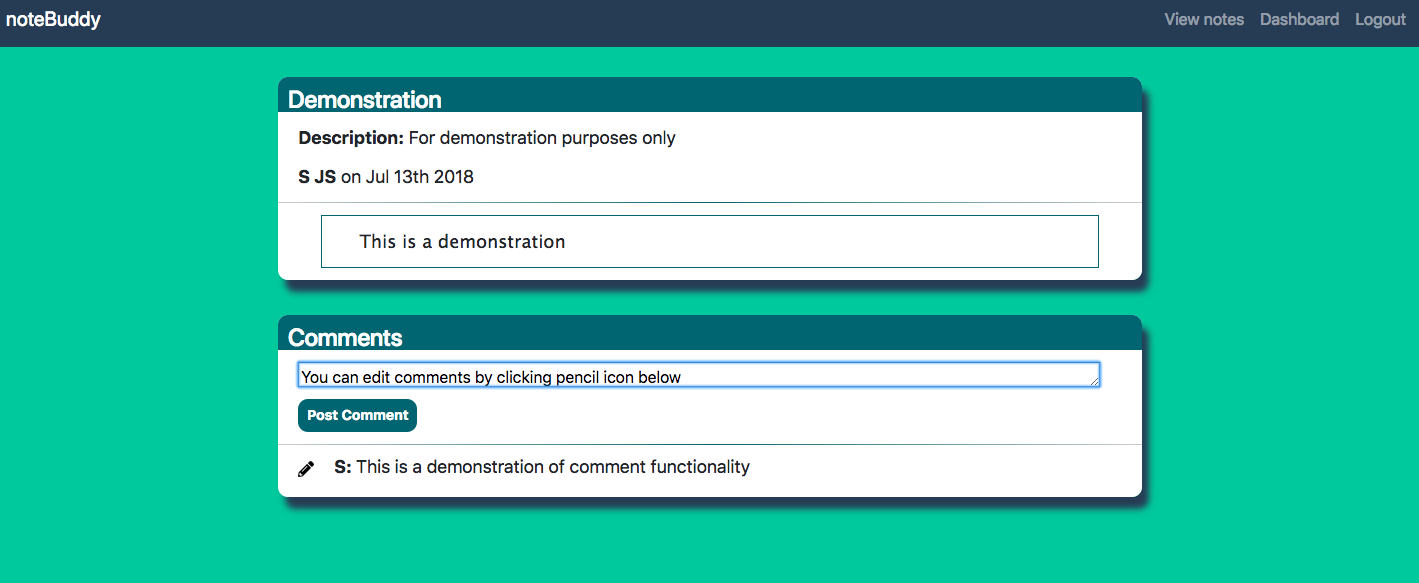 noteBuddy
View notes Dashboard Logout
Demonstration
Description: For demonstration purposes only
S JS on Jul 13th 2018
This is a demonstration
Comments
You can edit comments by clicking pencil icon below
Post Comment
S: This is a demonstration of comment functionality